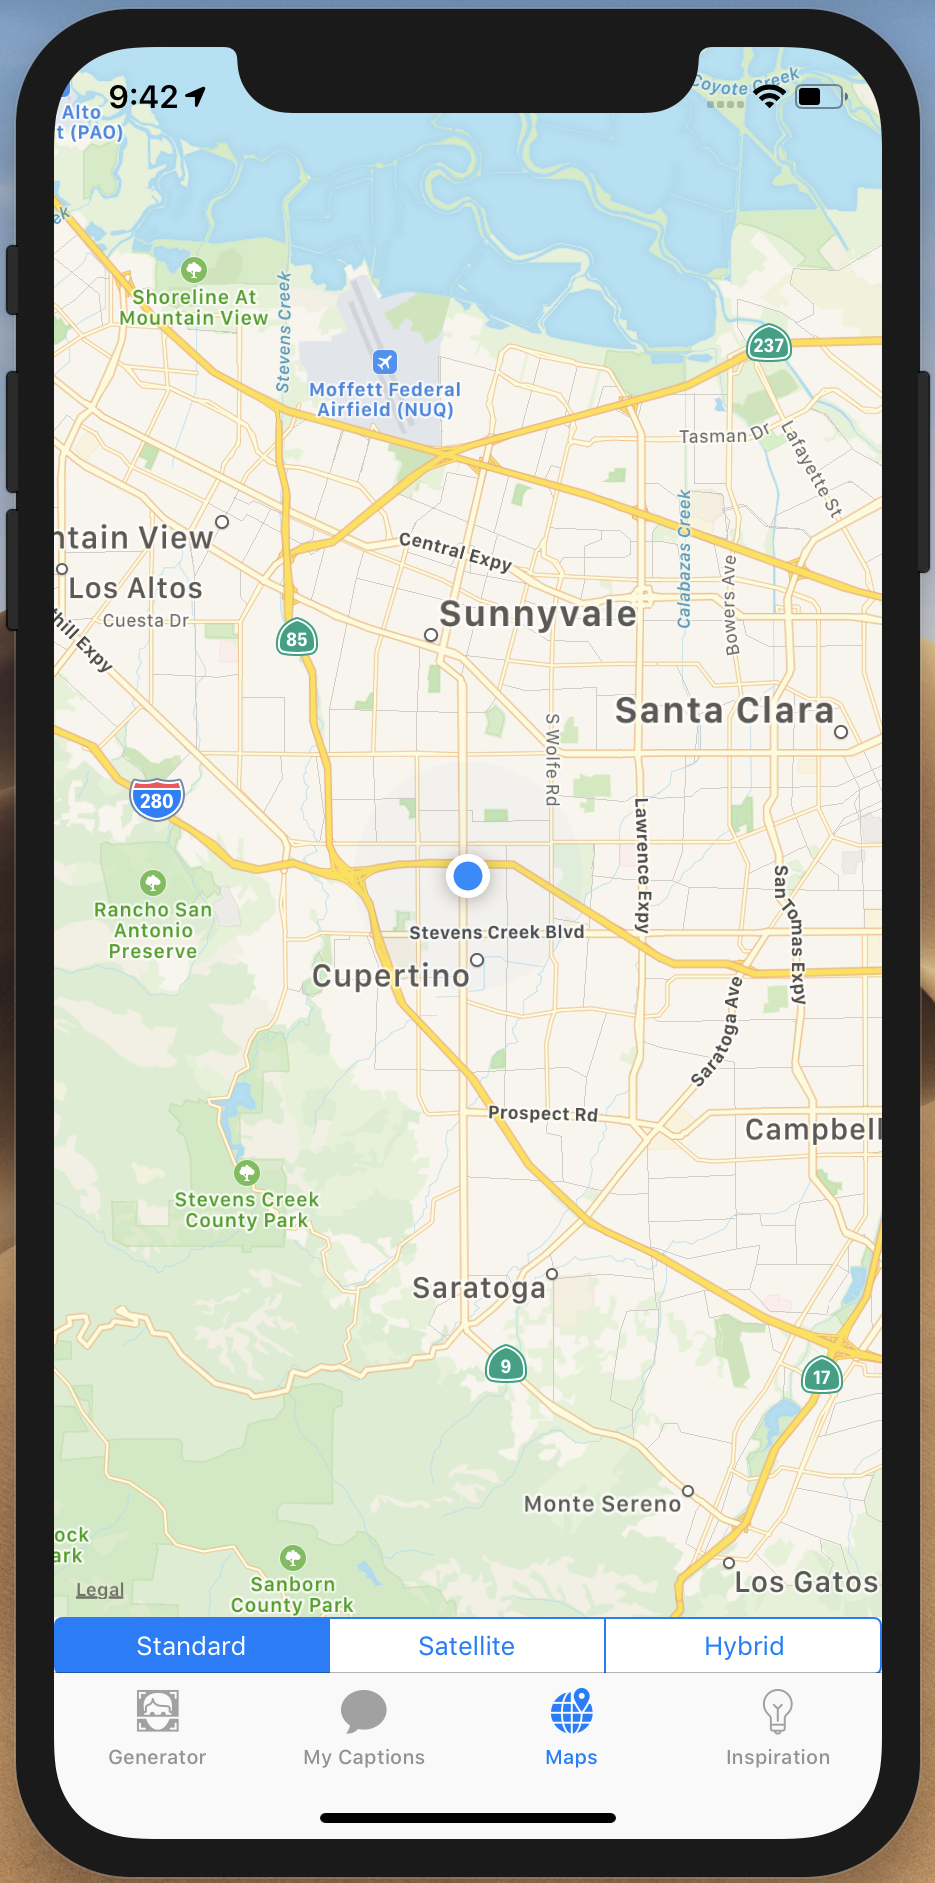 9:42
Coyote Creek
Alto
t (PAO)
ek
Shoreline At
Mountain View
Stevens Creek
237
Moffett Federal
Airfield (NUQ)
Tasman Dr
Lafayette St
ntain View
Central Expy
Calabazas Creek
Los Altos
Bowers Ave
Cuesta Dr
Sunnyvale
thill Expy
85
Santa Clara
S Wolfe Rd
280
Lawrence Expy
Rancho San
Antonio
Preserve
San Tomas Expy
Stevens Creek Blvd
Cupertino
Saratoga Ave
Prospect Rd
Campbell
Stevens Creek
County Park
Saratoga
9
17
Monte Sereno
ock
ark
Sanborn
County Park
Legal
Los Gatos
Standard
Satellite
Hybrid
Generator
My Captions
Maps
Inspiration